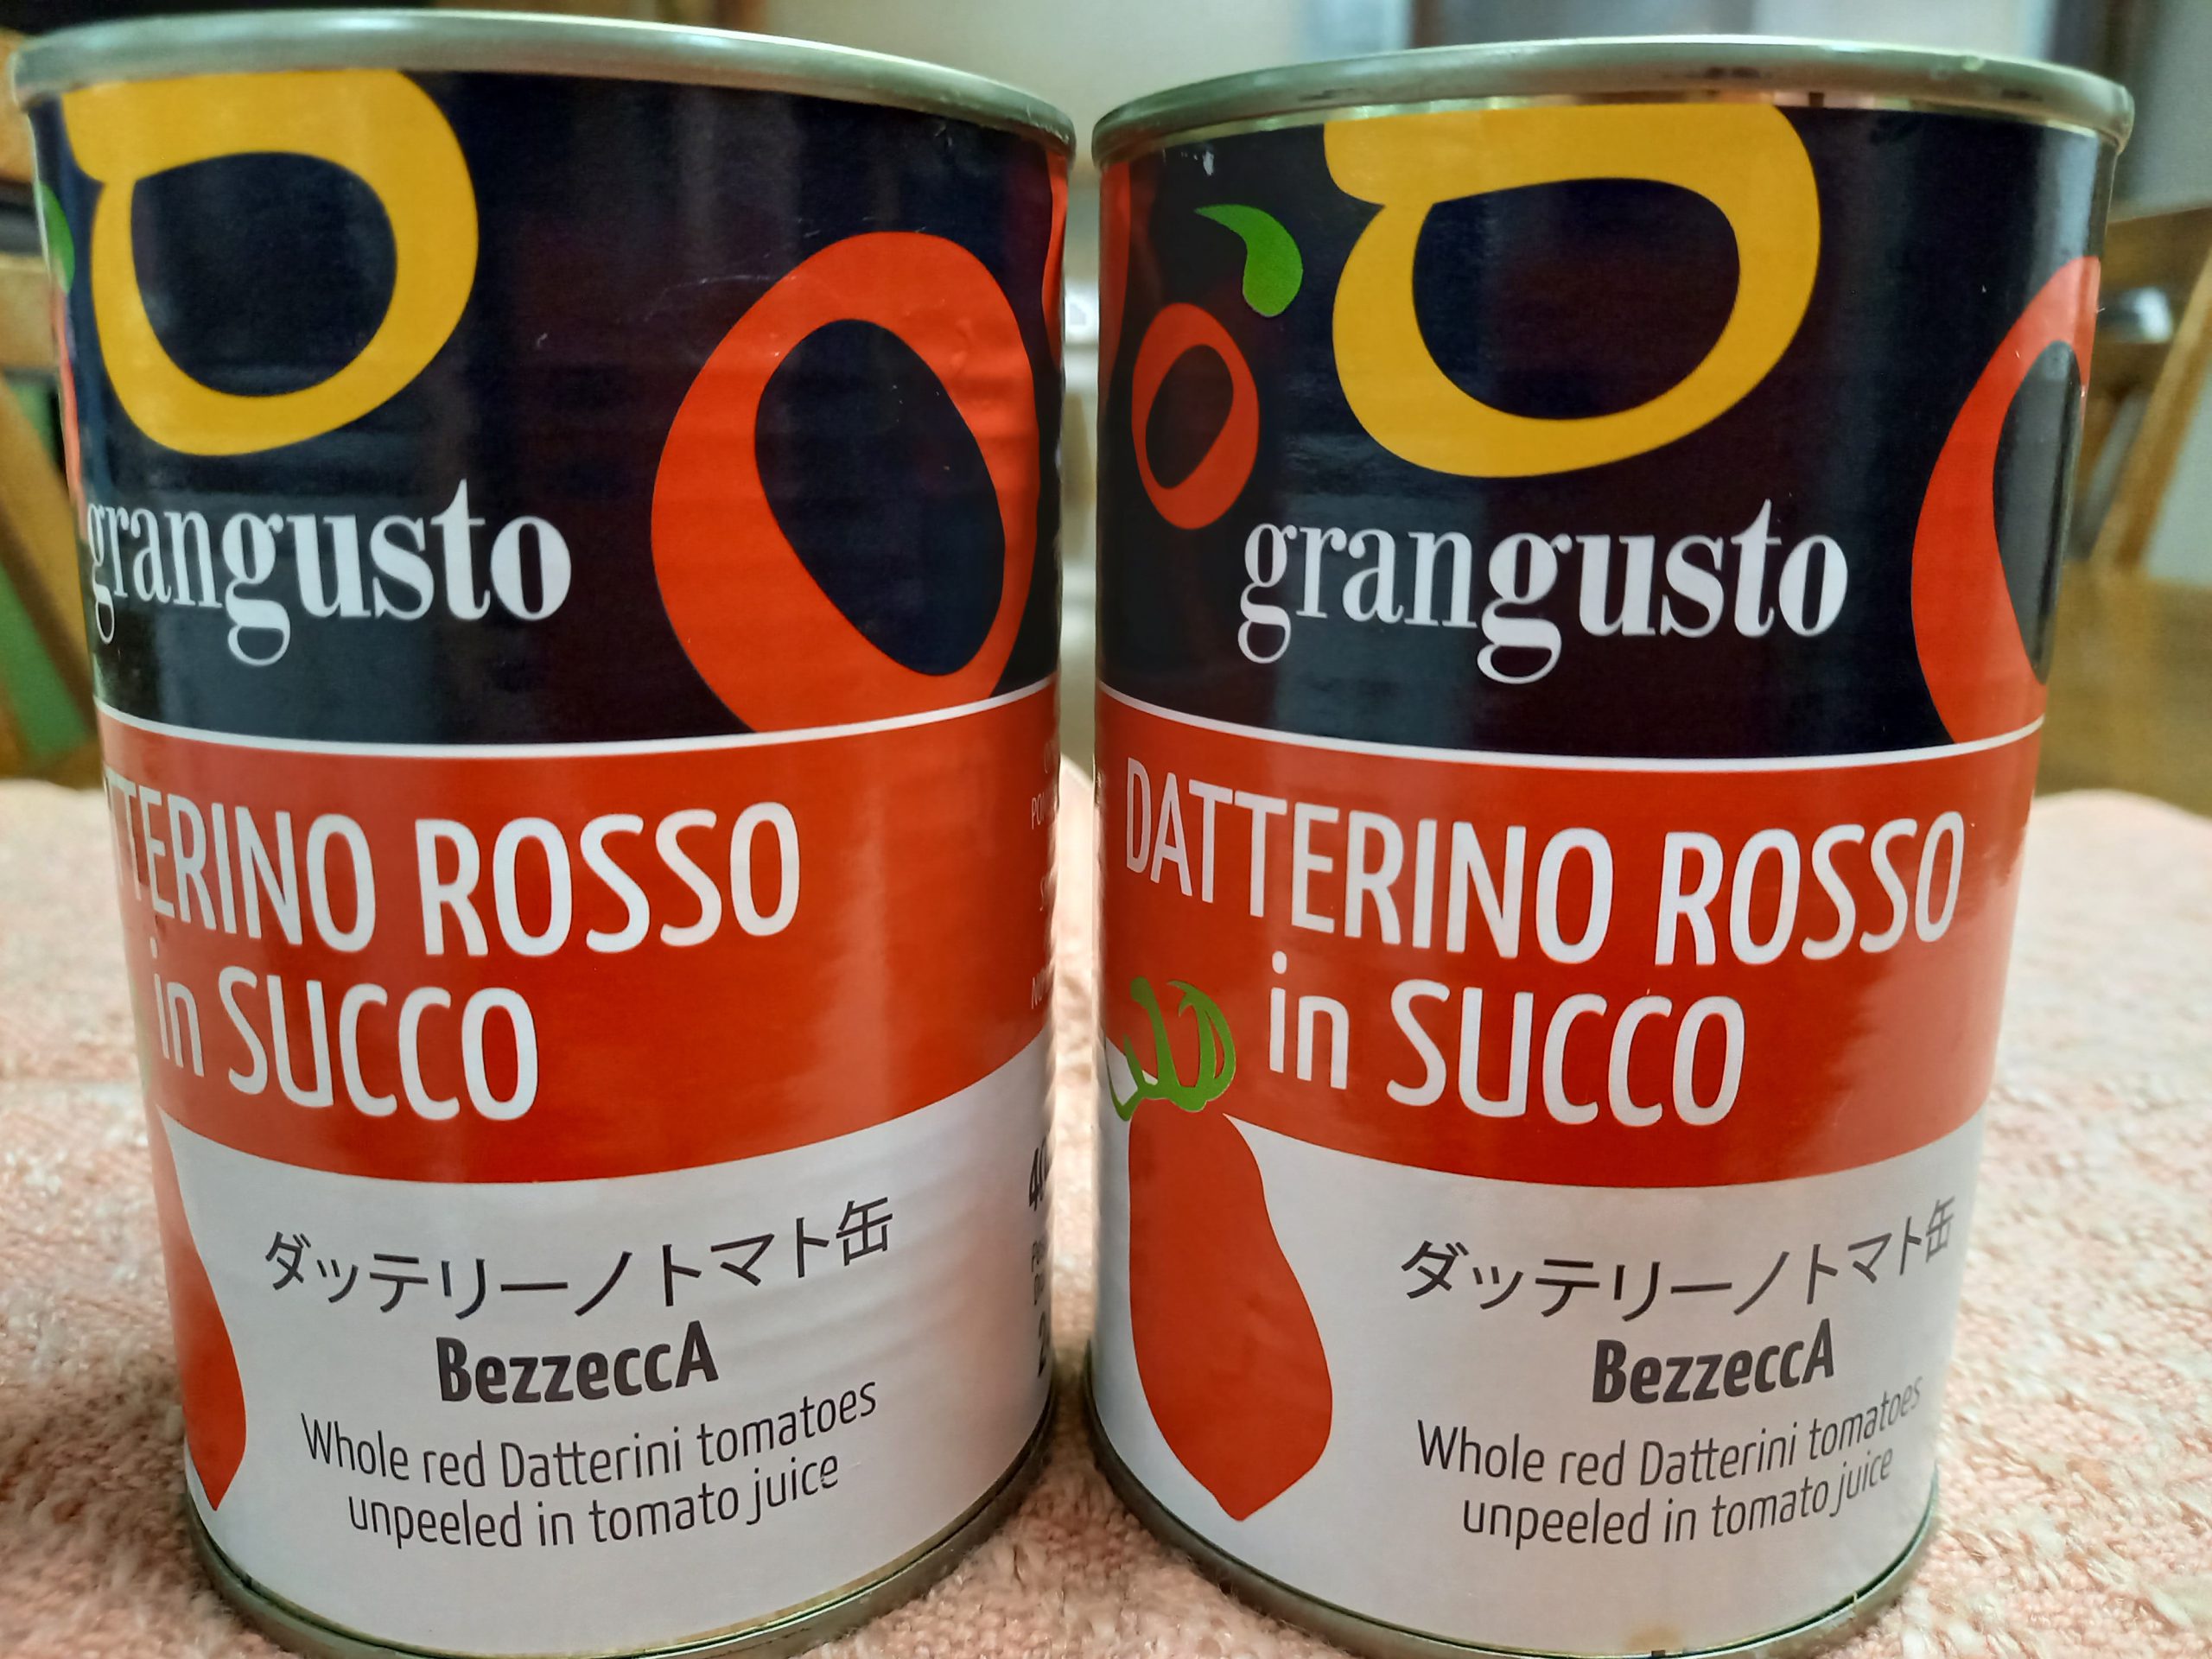 grangusto
TTERINO ROSSO
in SUCCO
ダッテリーノトマト缶
BezzeccA
Whole red Datterini tomatoes
unpeeled in tomato juice
grangusto
DATTERINO ROSSO
in SUCCO
ダッテリーノトマト缶
BezzeccA
Whole red Datterini tomatoes
unpeeled in tomato juice